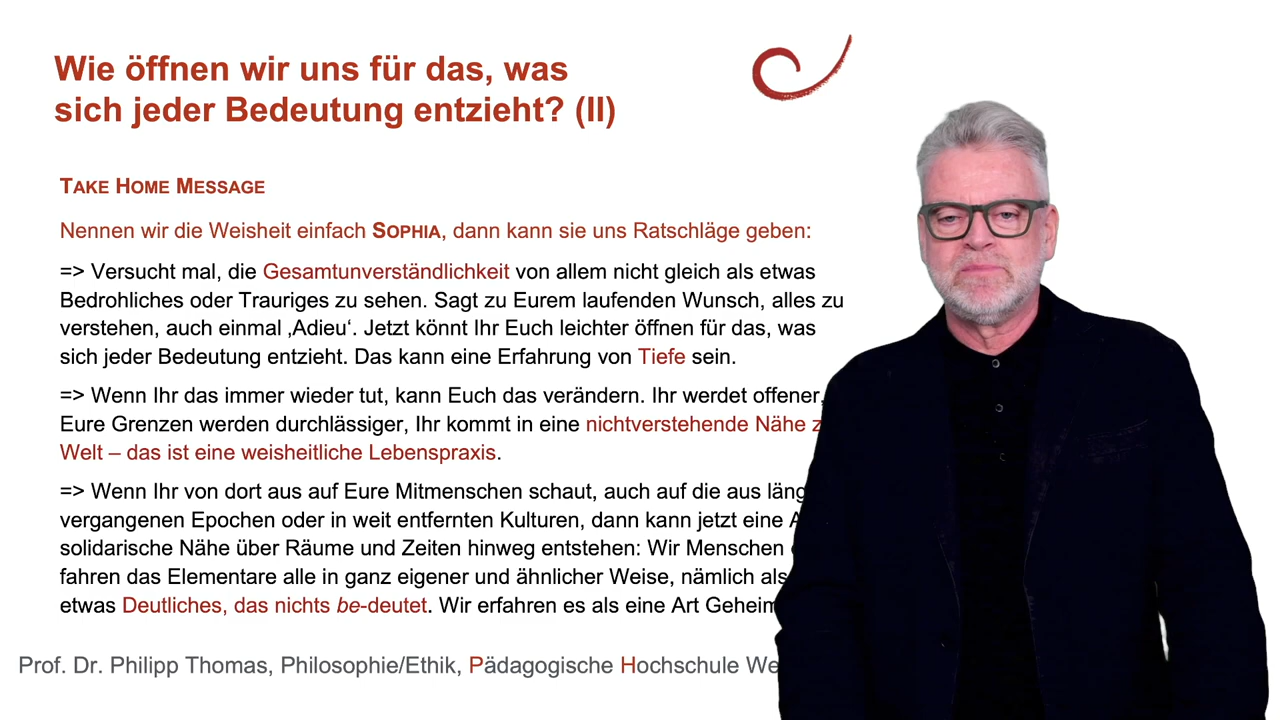 Wie öffnen wir uns für das, was
sich jeder Bedeutung entzieht? (II)
TAKE HOME MESSAGE
Nennen wir die Weisheit einfach SOPHIA, dann kann sie uns Ratschläge geben:
=> Versucht mal, die Gesamtunverständlichkeit von allem nicht gleich als etwas
Bedrohliches oder Trauriges zu sehen. Sagt zu Eurem laufenden Wunsch, alles zu
verstehen, auch einmal ‚Adieu‘. Jetzt könnt Ihr Euch leichter öffnen für das, was
sich jeder Bedeutung entzieht. Das kann eine Erfahrung von Tiefe sein.
=> Wenn Ihr das immer wieder tut, kann Euch das verändern. Ihr werdet offener,
Eure Grenzen werden durchlässiger, Ihr kommt in eine nichtverstehende Nähe
Welt – das ist eine weisheitliche Lebenspraxis.
=> Wenn Ihr von dort aus auf Eure Mitmenschen schaut, auch auf die aus
vergangenen Epochen oder in weit entfernten Kulturen, dann kann jetzt eine
solidarische Nähe über Räume und Zeiten hinweg entstehen: Wir Menschen
fahren das Elementare alle in ganz eigener und ähnlicher Weise, nämlich als
etwas Deutliches, das nichts be-deutet. Wir erfahren es als eine Art
Prof. Dr. Philipp Thomas, Philosophie/Ethik, Pädagogische Hochschule